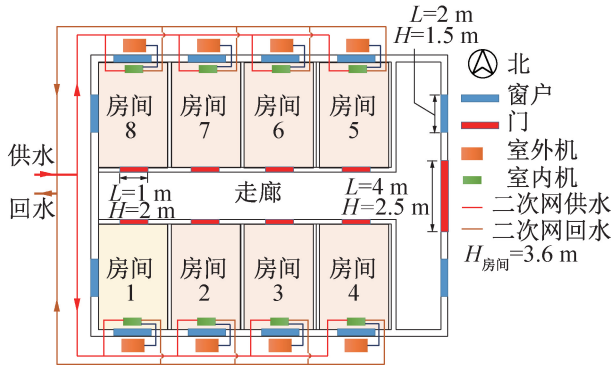 L=2 m
H=1.5 m
北
窗户
门
室外机
室内机
二次网供水
二次网回水
H房间=3.6 m
房间
8
房间
7
房间
6
房间
5
供水
回水
L=1 m
H=2 m
走廊
L=4 m
H=2.5 m
房间
1
房间
2
房间
3
房间
4